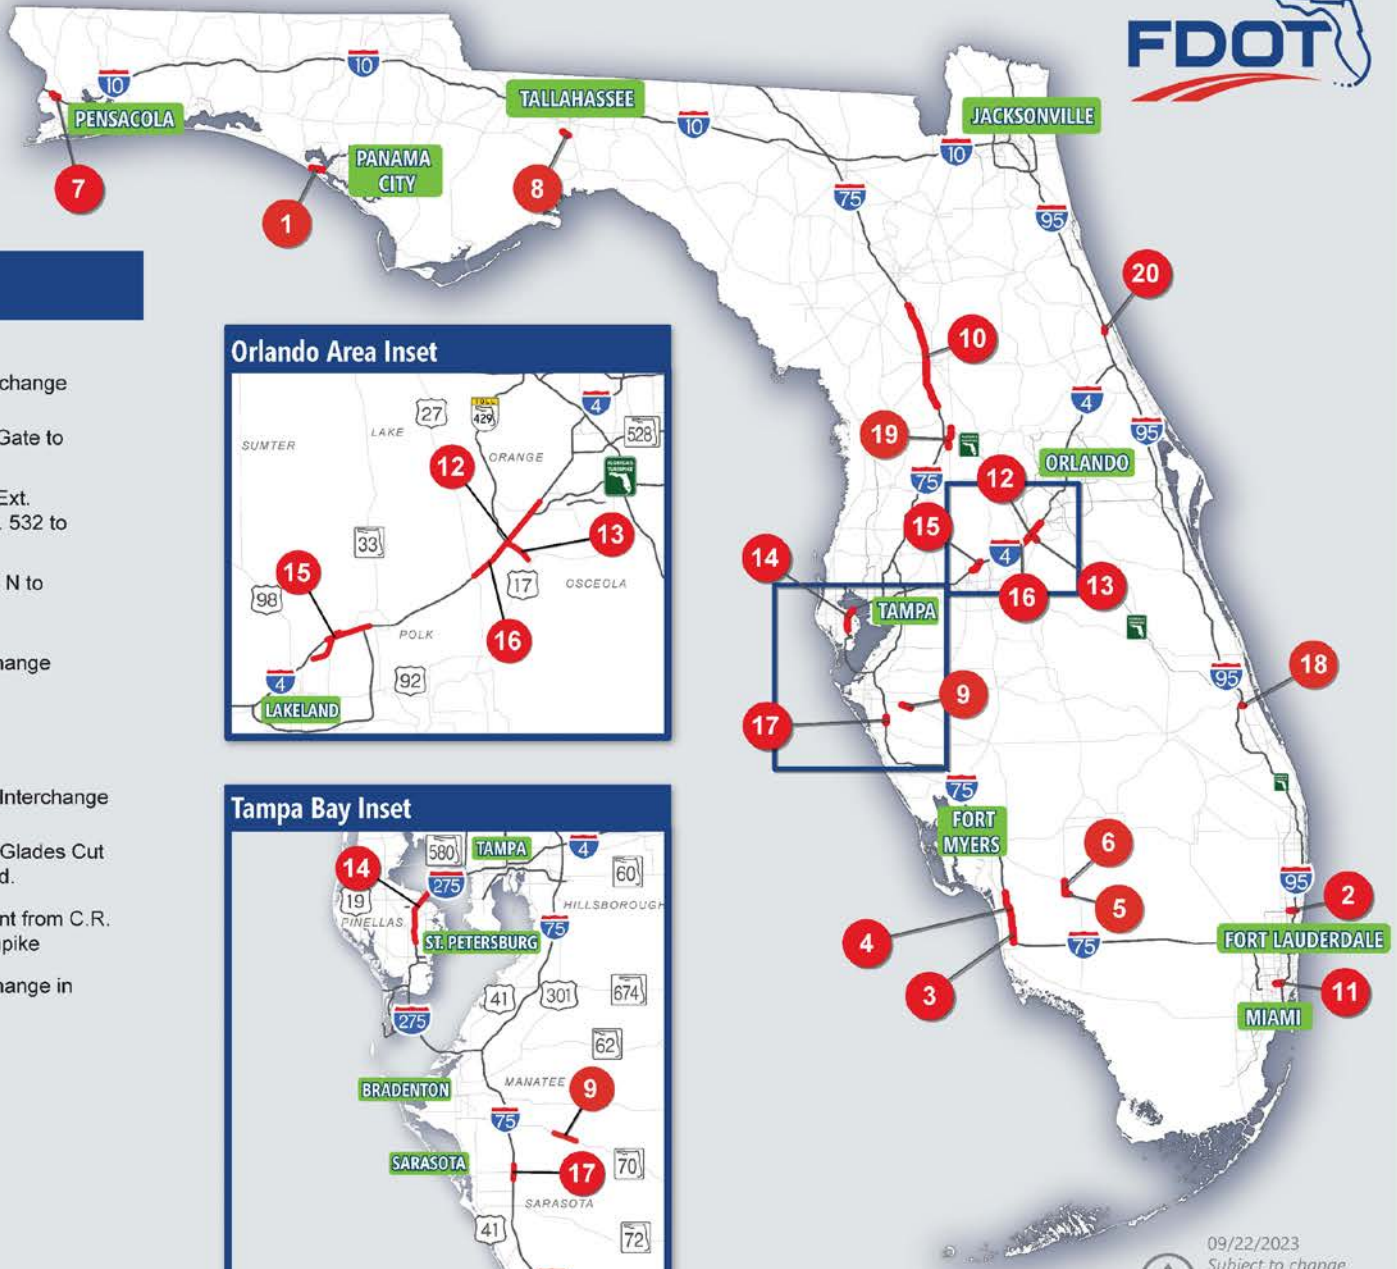 FDOT
10
10
TALLAHASSEE
JACKSONVILLE
PENSACOLA
10
10
PANAMA
CITY
7
8
75
1
95
20
10
change
Gate to
Ext.
. 532 to
N to
hange
Interchange
Glades Cut
d.
nt from C.R.
pike
hange in
Orlando Area Inset
27
429
4
528
SUMTER
LAKE
ORANGE
12
33
13
15
98
17
OSCEOLA
POLK
16
92
4
LAKELAND
4
95
19
ORLANDO
75
12
15
4
14
16
13
TAMPA
18
95
9
17
75
FORT
MYERS
6
5
95
2
4
75
FORT LAUDERDALE
3
11
MIAMI
Tampa Bay Inset
580
TAMPA
4
14
275
60
19
HILLSBOROUGH
PINELLAS
75
ST. PETERSBURG
41
301
674
275
62
MANATEE
9
BRADENTON
75
SARASOTA
17
70
SARASOTA
41
72
09/22/2023
Subject to change